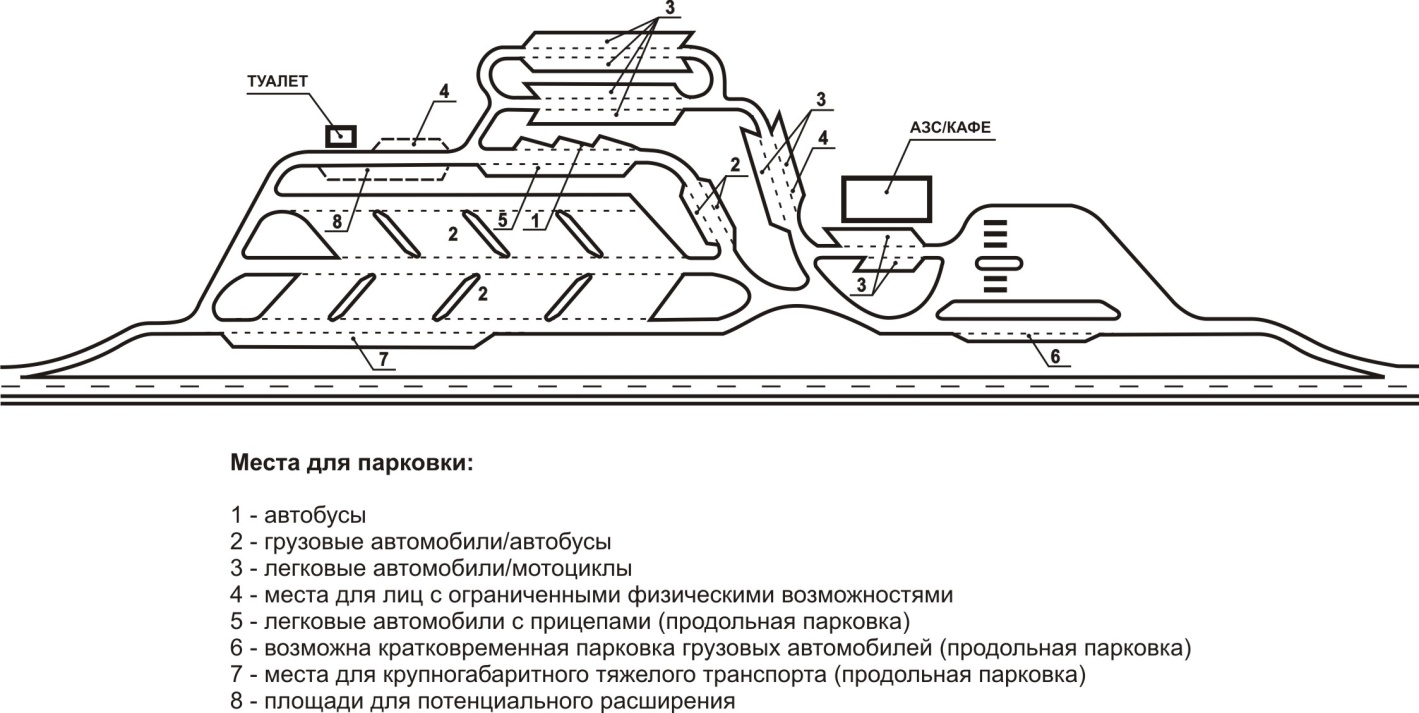 3
ТУАЛЕТ
4
3
4
АЗС/КАФЕ
2
8
2
5
1
2
3
7
6
Места для парковки:
1 - автобусы
2 - грузовые автомобили/автобусы
3 - легковые автомобили/мотоциклы
4 - места для лиц с ограниченными физическими возможностями
5 - легковые автомобили с прицепами (продольная парковка)
6 - возможна кратковременная парковка грузовых автомобилей (продольная парковка)
7 - места для крупногабаритного тяжелого транспорта (продольная парковка)
8 - площади для потенциального расширения